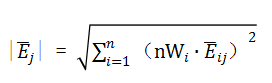 |E̅ⱼ| = √(∑ᵢ₌₁ⁿ (nWᵢ · E̅ᵢⱼ)²)